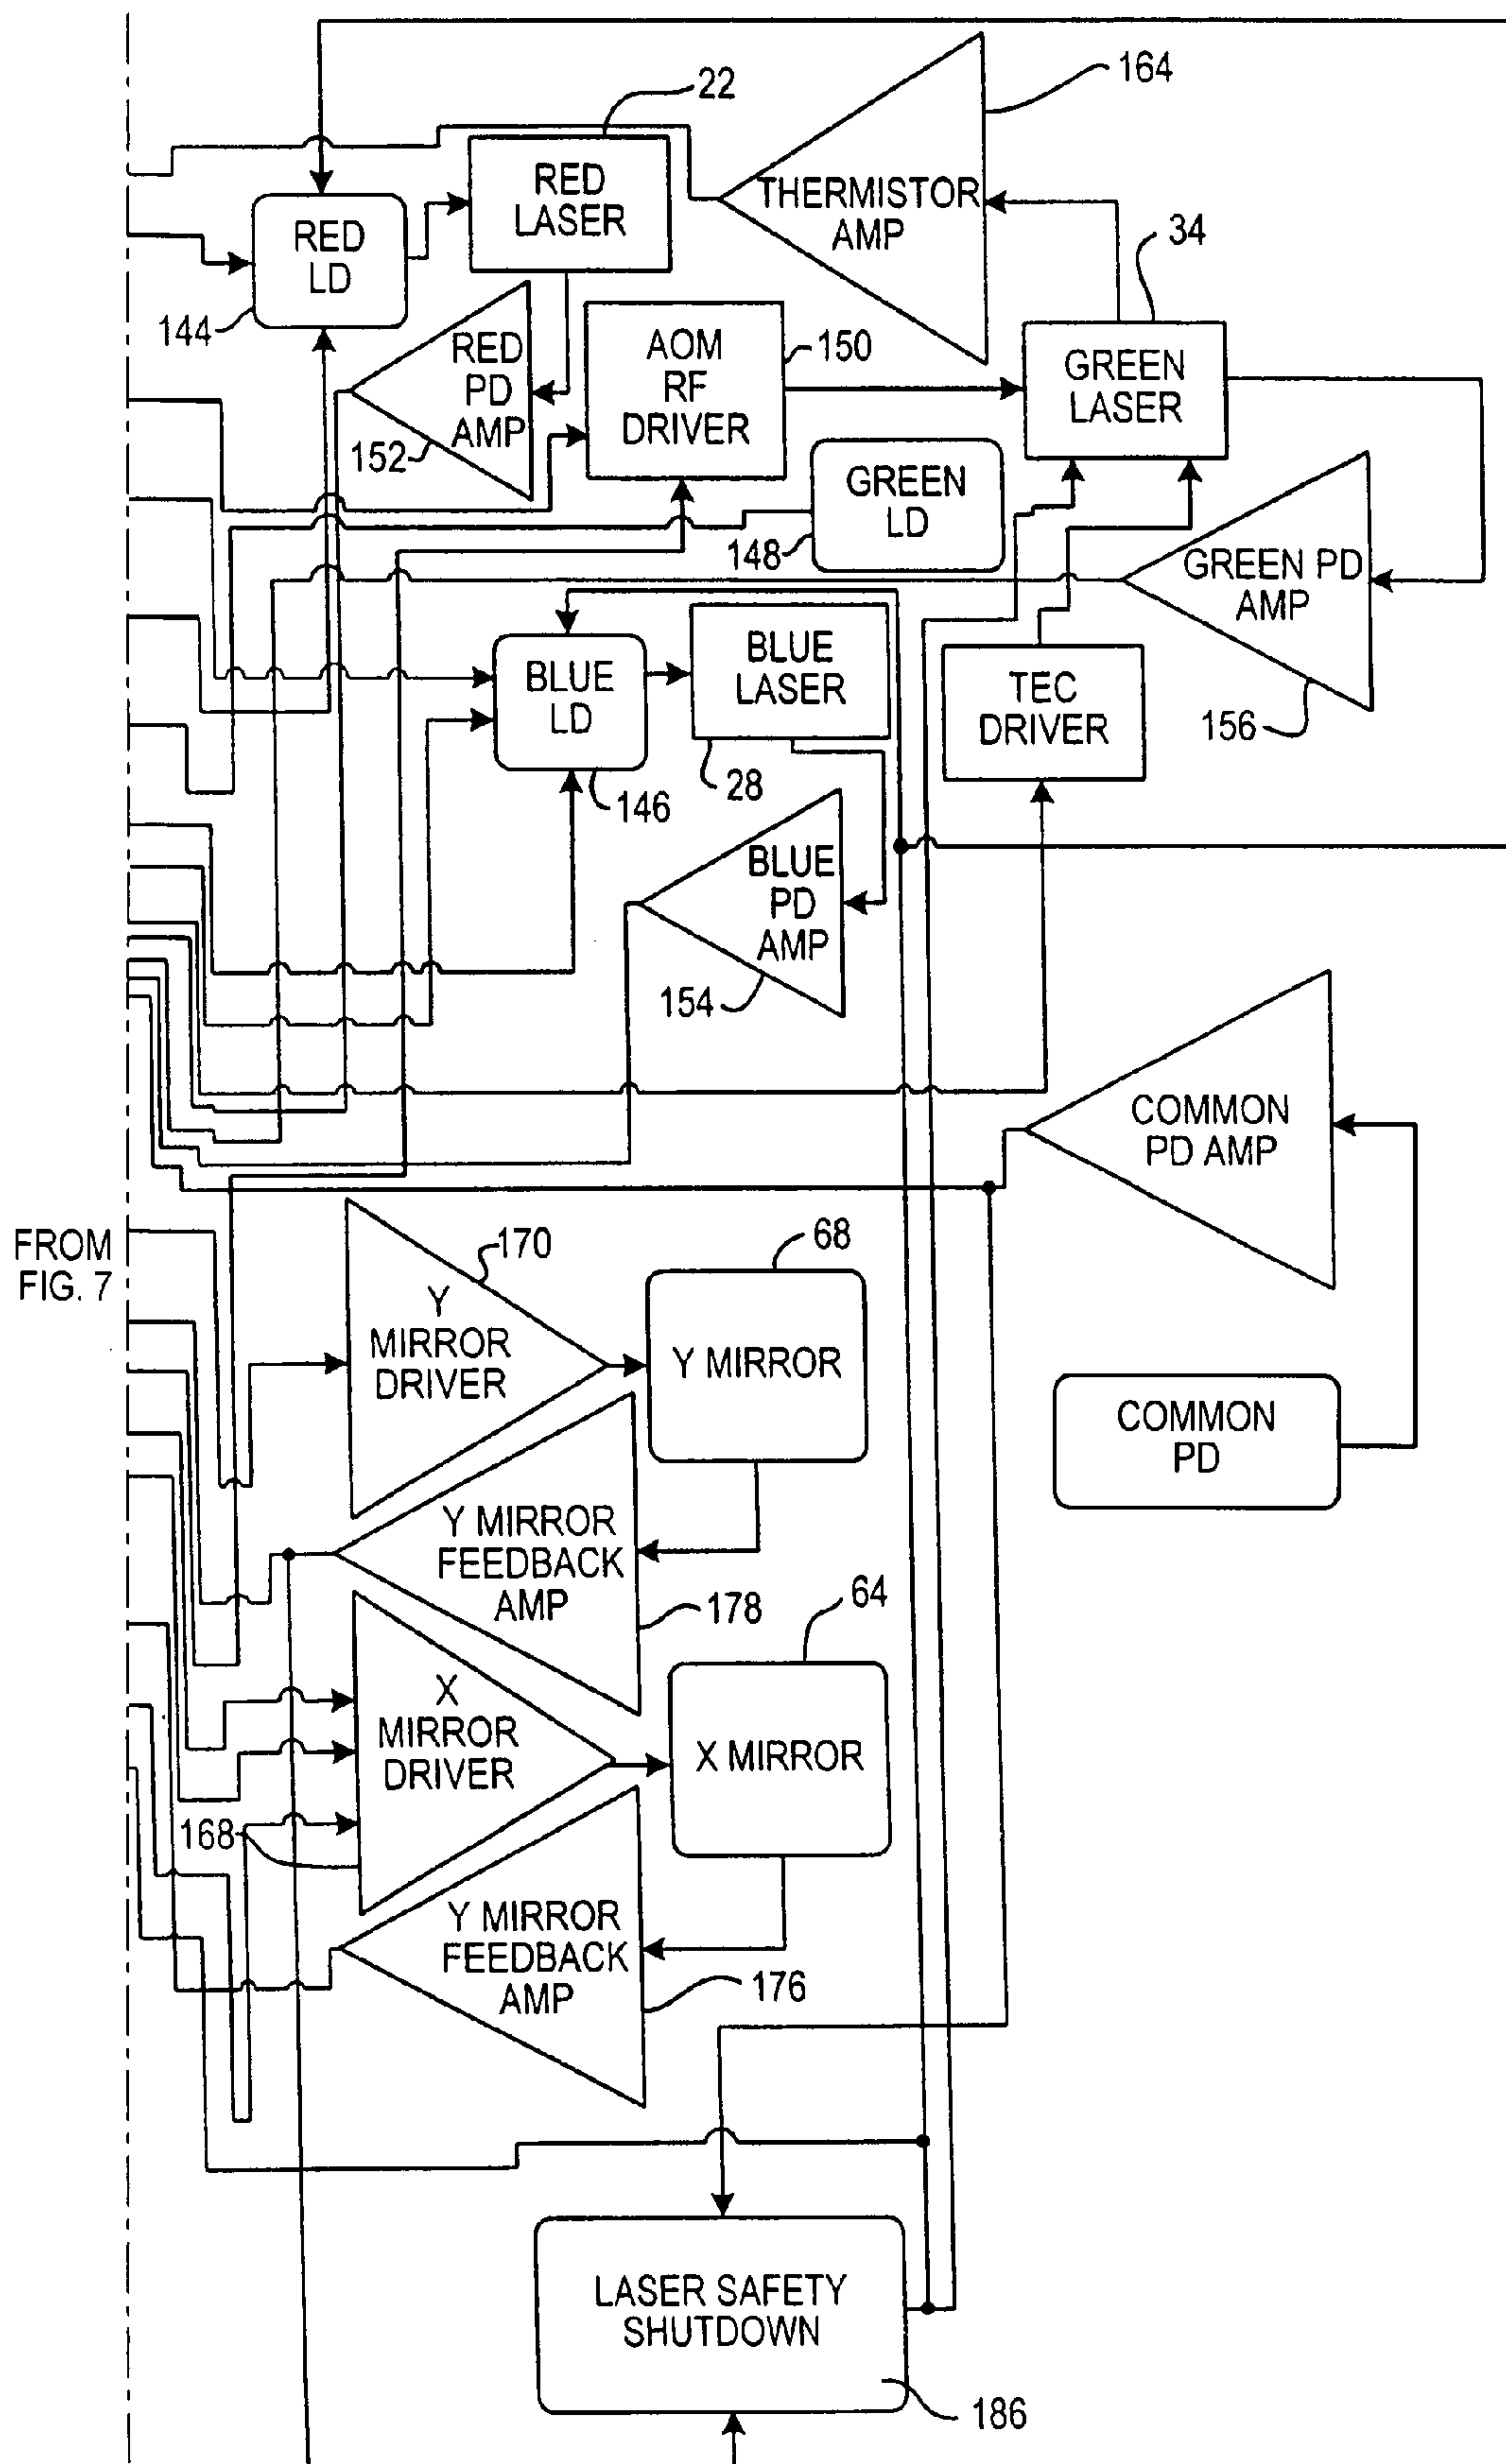 164
22
RED
LASER
THERMISTOR
AMP
RED
LD
144
34
RED
PD
AMP
152
AOM
RF
DRIVER
150
GREEN
LASER
GREEN
LD
148
GREEN PD
AMP
156
BLUE
LD
146
BLUE
LASER
28
TEC
DRIVER
BLUE
PD
AMP
154
COMMON
PD AMP
FROM
FIG. 7
170
Y
MIRROR
DRIVER
68
Y MIRROR
COMMON
PD
Y MIRROR
FEEDBACK
AMP
178
64
X
MIRROR
DRIVER
X MIRROR
168
Y MIRROR
FEEDBACK
AMP
176
LASER SAFETY
SHUTDOWN
186